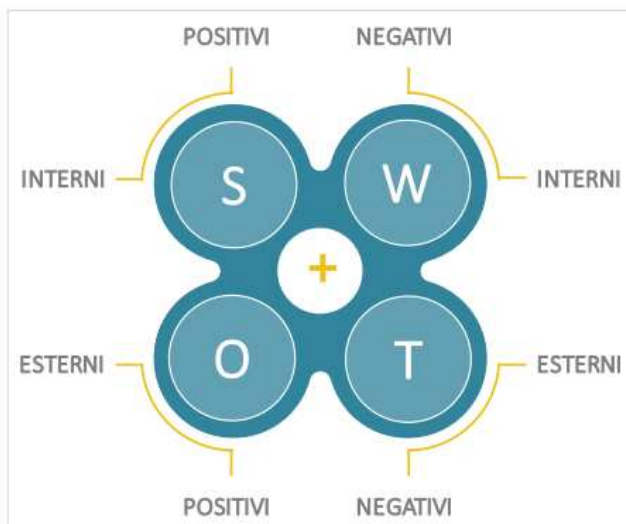 POSITIVI NEGATIVI
INTERNI S W INTERNI
+
ESTERNI O T ESTERNI
POSITIVI NEGATIVI